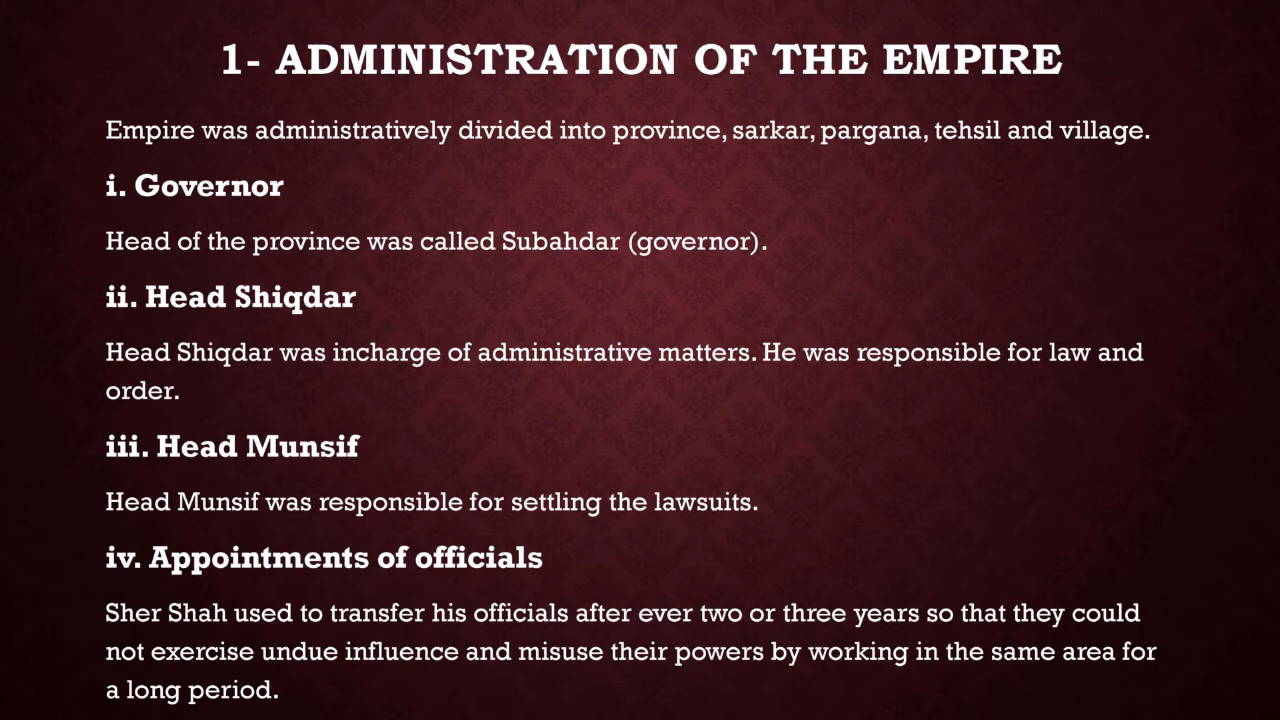 1- ADMINISTRATION OF THE EMPIRE
Empire was administratively divided into province, sarkar, pargana, tehsil and village.
i. Governor
Head of the province was called Subahdar (governor).
ii. Head Shiqdar
Head Shiqdar was incharge of administrative matters. He was responsible for law and
order.
iii. Head Munsif
Head Munsif was responsible for settling the lawsuits.
iv. Appointments of officials
Sher Shah used to transfer his officials after ever two or three years so that they could
not exercise undue influence and misuse their powers by working in the same area for
a long period.